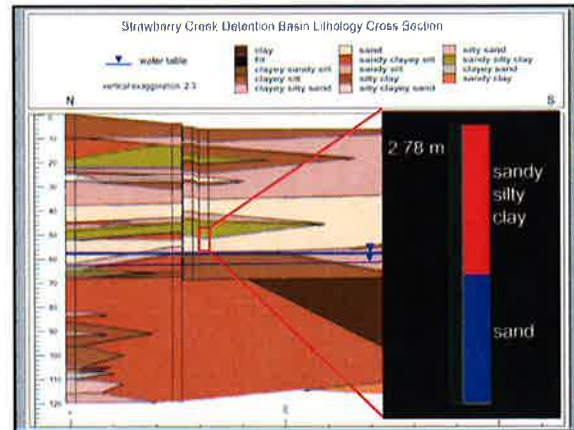 Strawberry Creek Detention Basin Lithology Cross Section
water table
vertical exaggeration 2.3
clay
fill
clayey sandy silt
clayey silt
clayey silty sand
sand
sandy clayey silt
sandy silt
silty clay
silty clayey sand
silty sand
sandy silty clay
clayey sand
sandy clay
N
S
0
10
20
30
40
50
60
70
80
90
100
110
120
2.78 m
sandy
silty
clay
sand